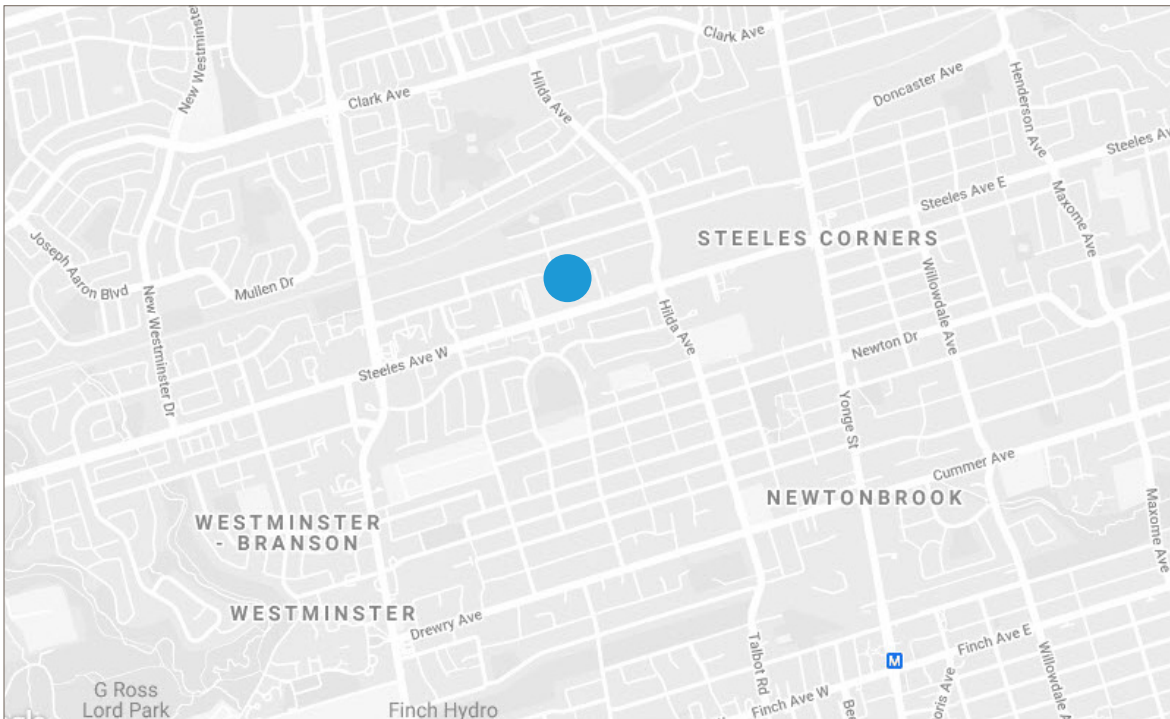 New Westminster
Clark Ave
Clark Ave
Hilda Ave
Doncaster Ave
Henderson Ave
Steeles Av
Steeles Ave E
Maxome Ave
STEELES CORNERS
Joseph Aaron Blvd
Mullen Dr
New Westminster Dr
Steeles Ave W
Hilda Ave
Willowdale Ave
Newton Dr
Yonge St
Cummer Ave
NEWTONBROOK
Maxome Ave
WESTMINSTER
- BRANSON
WESTMINSTER
Drewry Ave
Talbot Rd
M
Finch Ave E
Willowdale A
Finch Ave W
G Ross
Lord Park
Finch Hydro